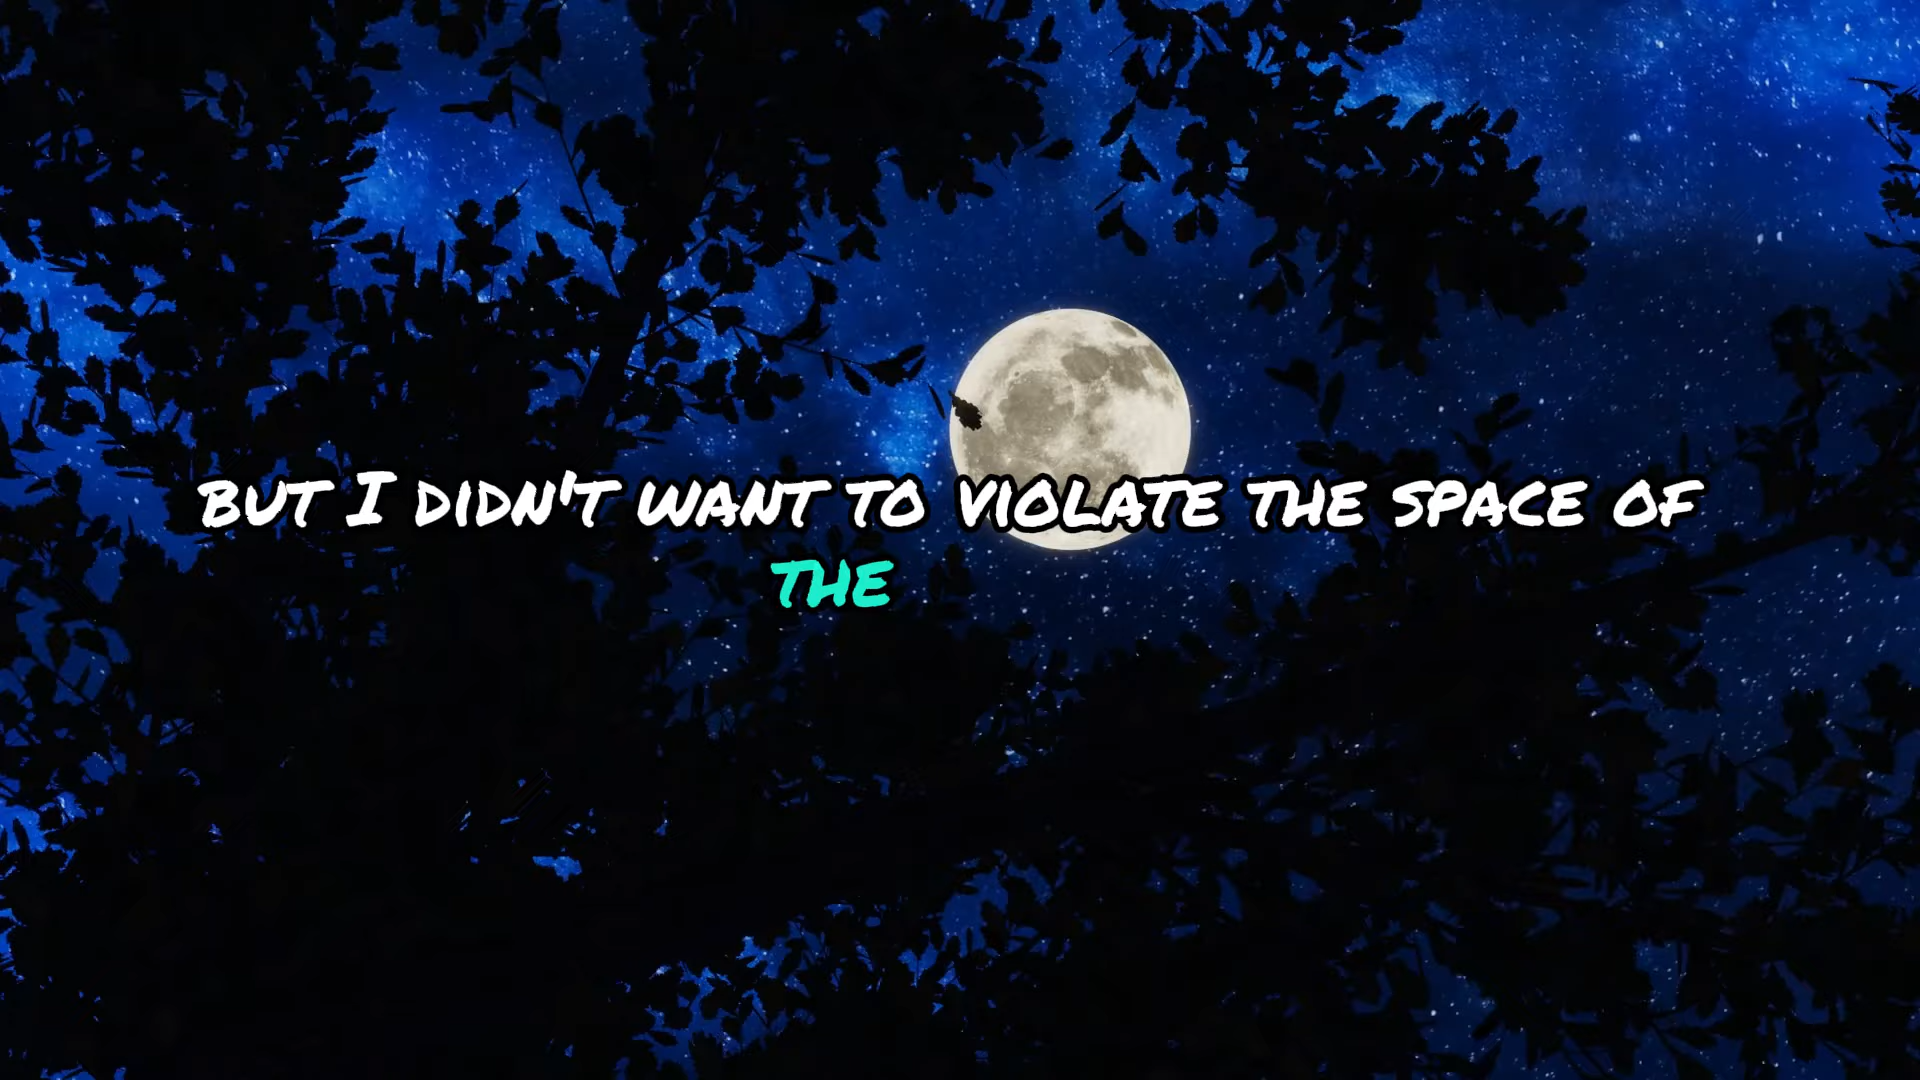 BUT I DIDN'T WANT TO VIOLATE THE SPACE OF
THE